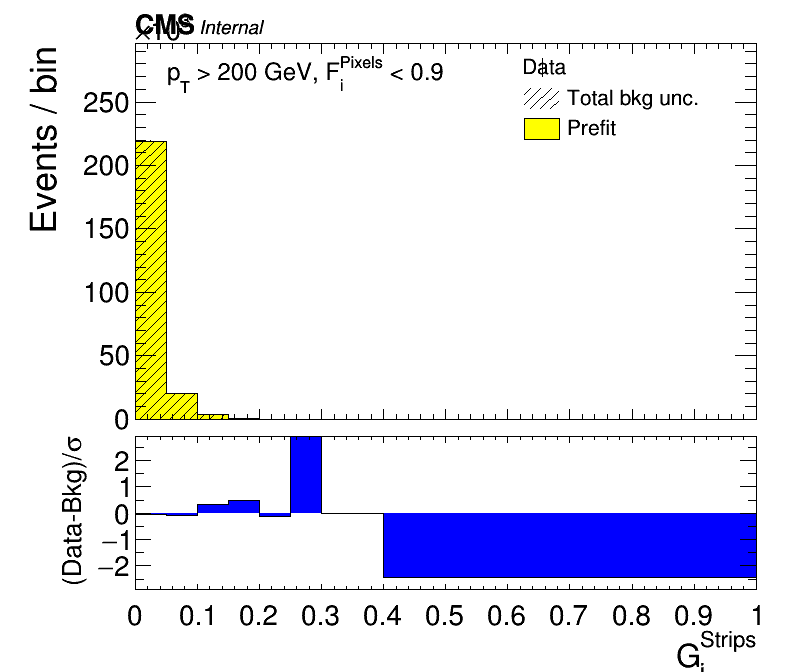 CMS Internal
×10³
p_T > 200 GeV, F_i^Pixels < 0.9
Data
Total bkg unc.
Prefit
Events / bin
250
200
150
100
50
0
(Data-Bkg)/σ
2
1
0
−1
−2
0 0.1 0.2 0.3 0.4 0.5 0.6 0.7 0.8 0.9 1
G_i^Strips